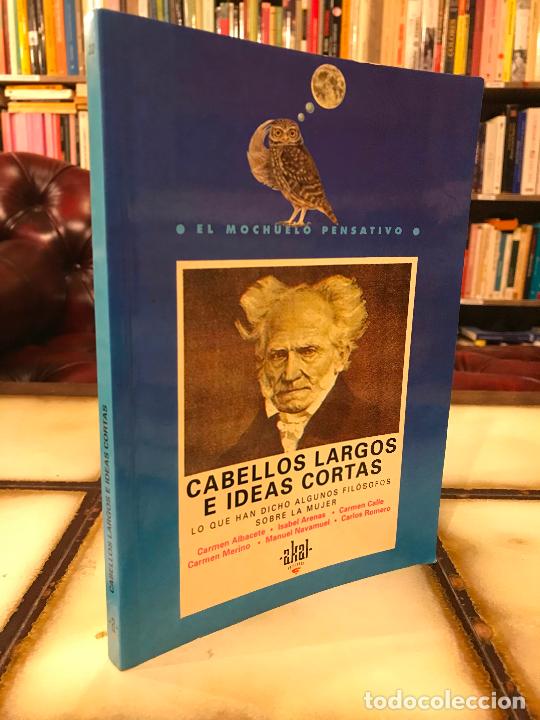 • EL MOCHUELO PENSATIVO •
CABELLOS LARGOS
E IDEAS CORTAS
LO QUE HAN DICHO ALGUNOS FILÓSOFOS
SOBRE LA MUJER
Carmen Albacete • Isabel Arenas • Carmen Calle
Carmen Merino • Manuel Navamuel • Carlos Romero
akal
CABELLOS LARGOS E IDEAS CORTAS
todocoleccion.net